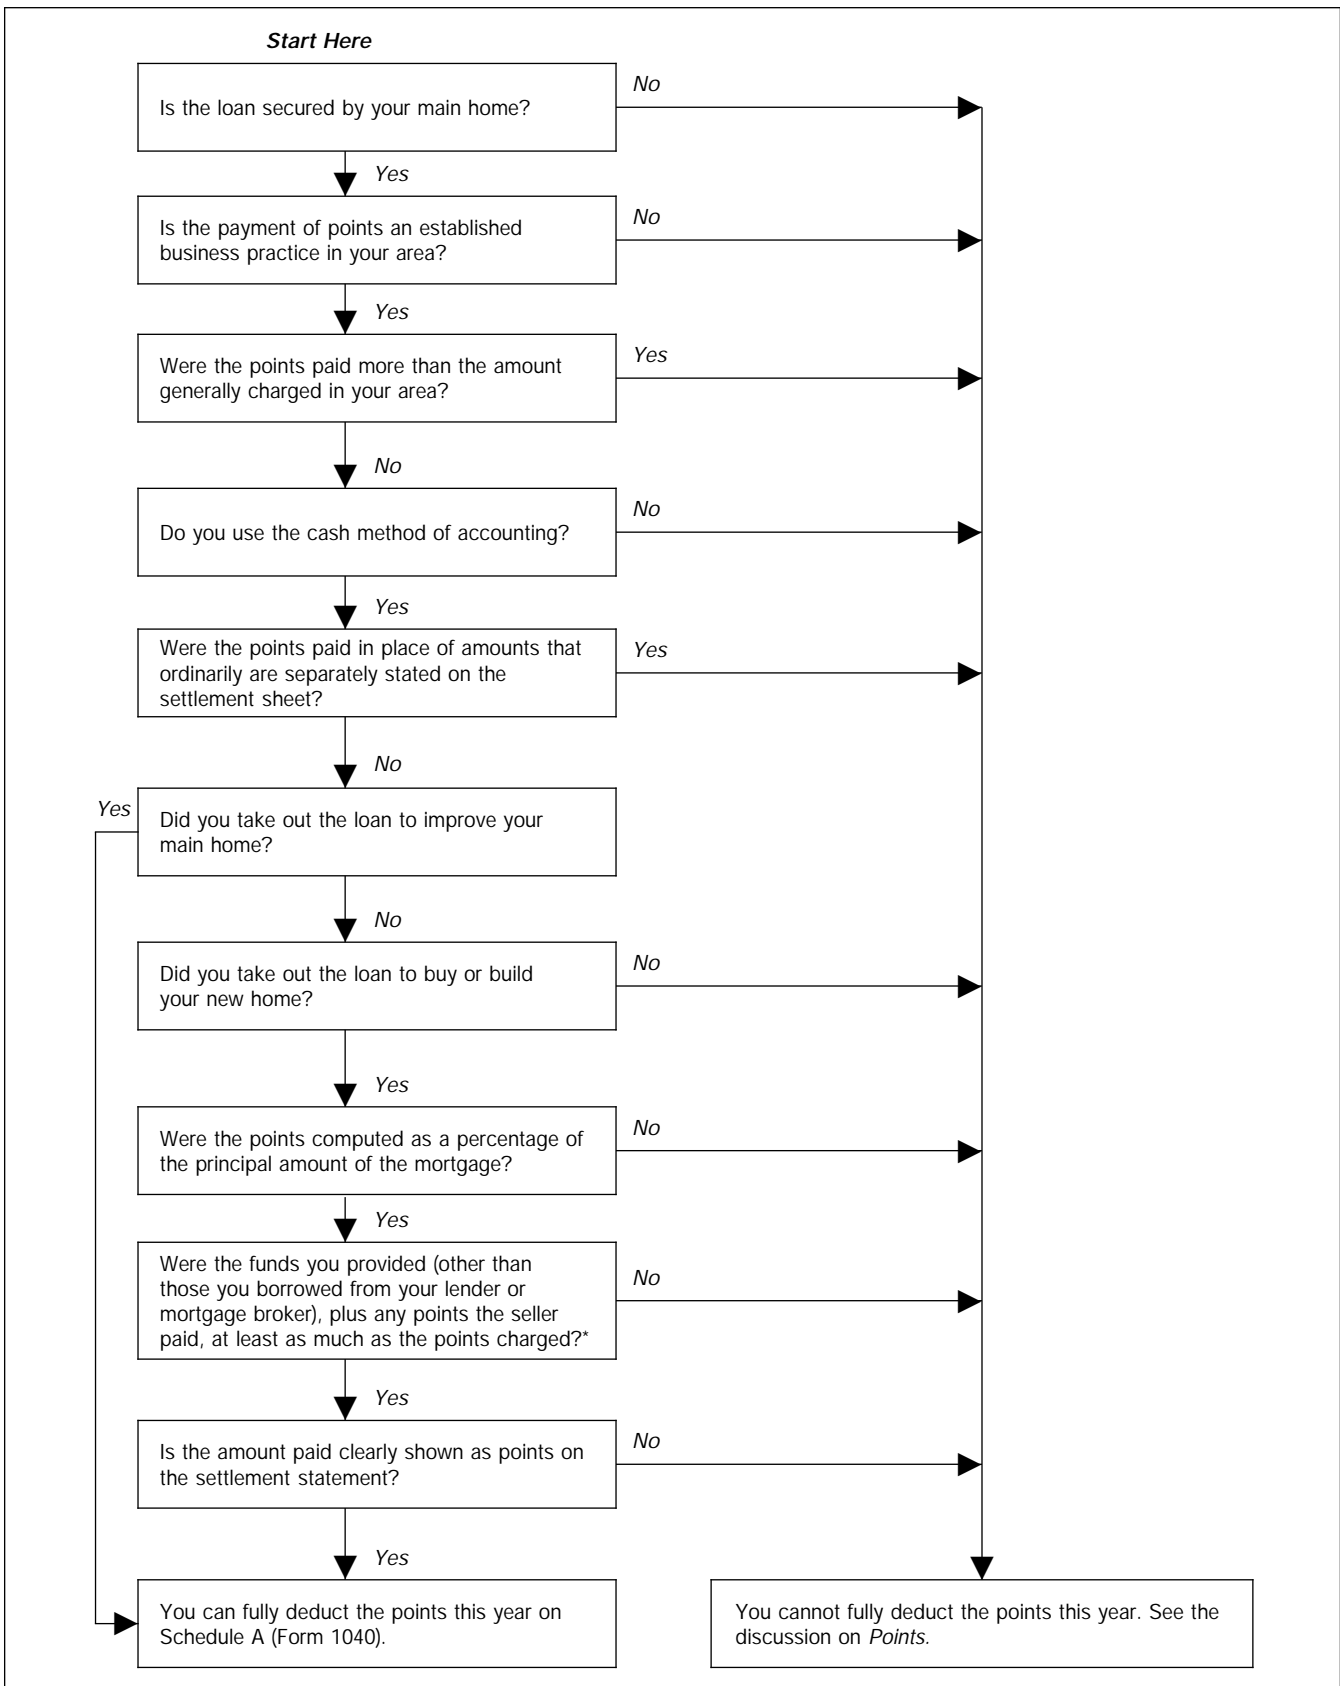 Start Here
Is the loan secured by your main home?
No
Yes
Is the payment of points an established
business practice in your area?
No
Yes
Were the points paid more than the amount
generally charged in your area?
Yes
No
Do you use the cash method of accounting?
No
Yes
Were the points paid in place of amounts that
ordinarily are separately stated on the
settlement sheet?
Yes
No
Yes
Did you take out the loan to improve your
main home?
No
Did you take out the loan to buy or build
your new home?
No
Yes
Were the points computed as a percentage of
the principal amount of the mortgage?
No
Yes
Were the funds you provided (other than
those you borrowed from your lender or
mortgage broker), plus any points the seller
paid, at least as much as the points charged?*
No
Yes
Is the amount paid clearly shown as points on
the settlement statement?
No
Yes
You can fully deduct the points this year on
Schedule A (Form 1040).
You cannot fully deduct the points this year. See the
discussion on Points.